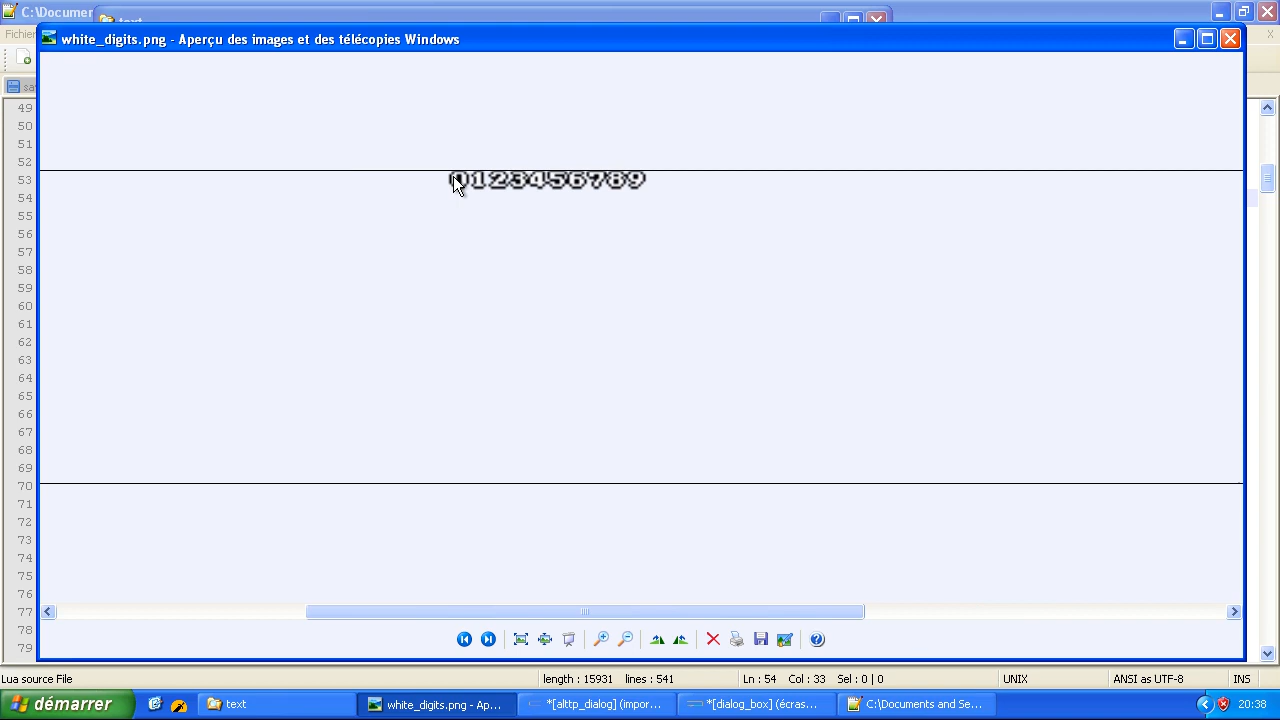 C:\Documen
text
white_digits.png - Aperçu des images et des télécopies Windows
Fichier
X
sa
49
50
51
52
53
54
55
56
57
58
59
60
61
62
63
64
65
66
67
68
69
70
71
72
73
74
75
76
77
78
79
0123456789
Lua source File
length : 15931 lines : 541
Ln : 54 Col : 33 Sel : 0 | 0
UNIX
ANSI as UTF-8
INS
démarrer
text
white_digits.png - Ap...
*[alttp_dialog] (impor...
*[dialog_box] (écras...
C:\Documents and Se...
20:38